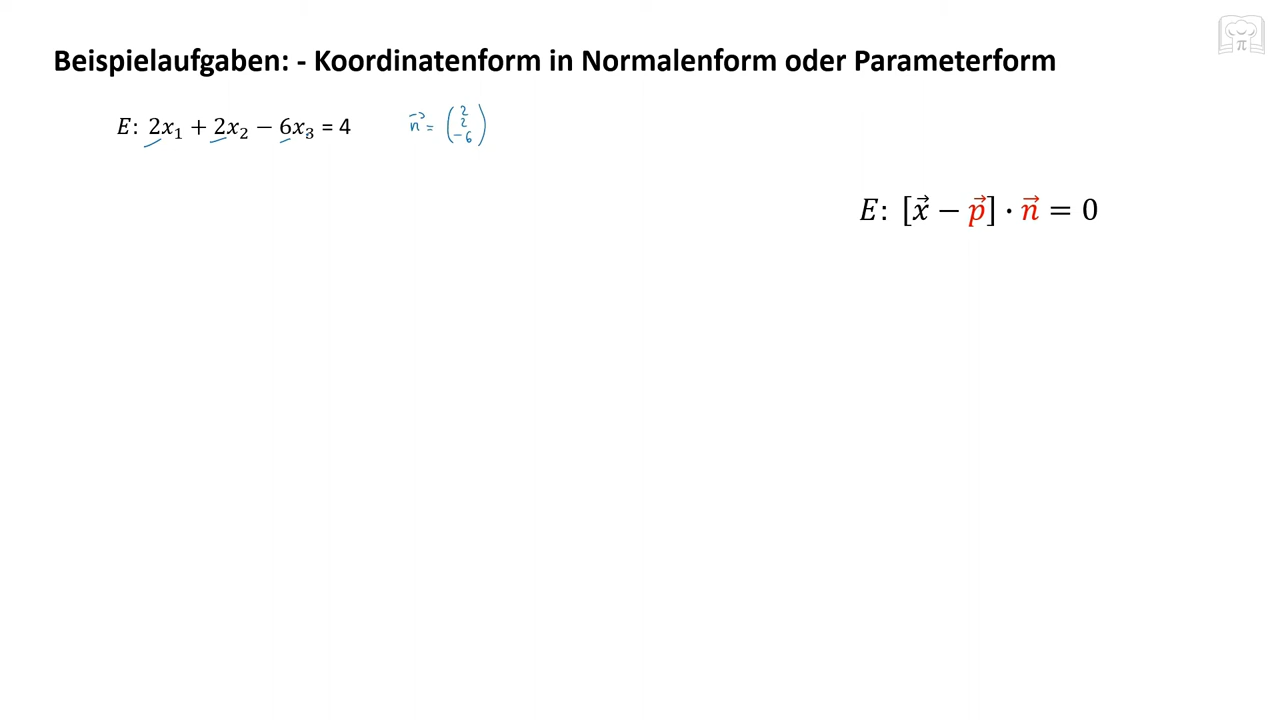 Beispielaufgaben: - Koordinatenform in Normalenform oder Parameterform
E: 2x₁ + 2x₂ − 6x₃ = 4 n⃗ = (2 2 −6)
E: [x⃗ − p⃗] · n⃗ = 0
π